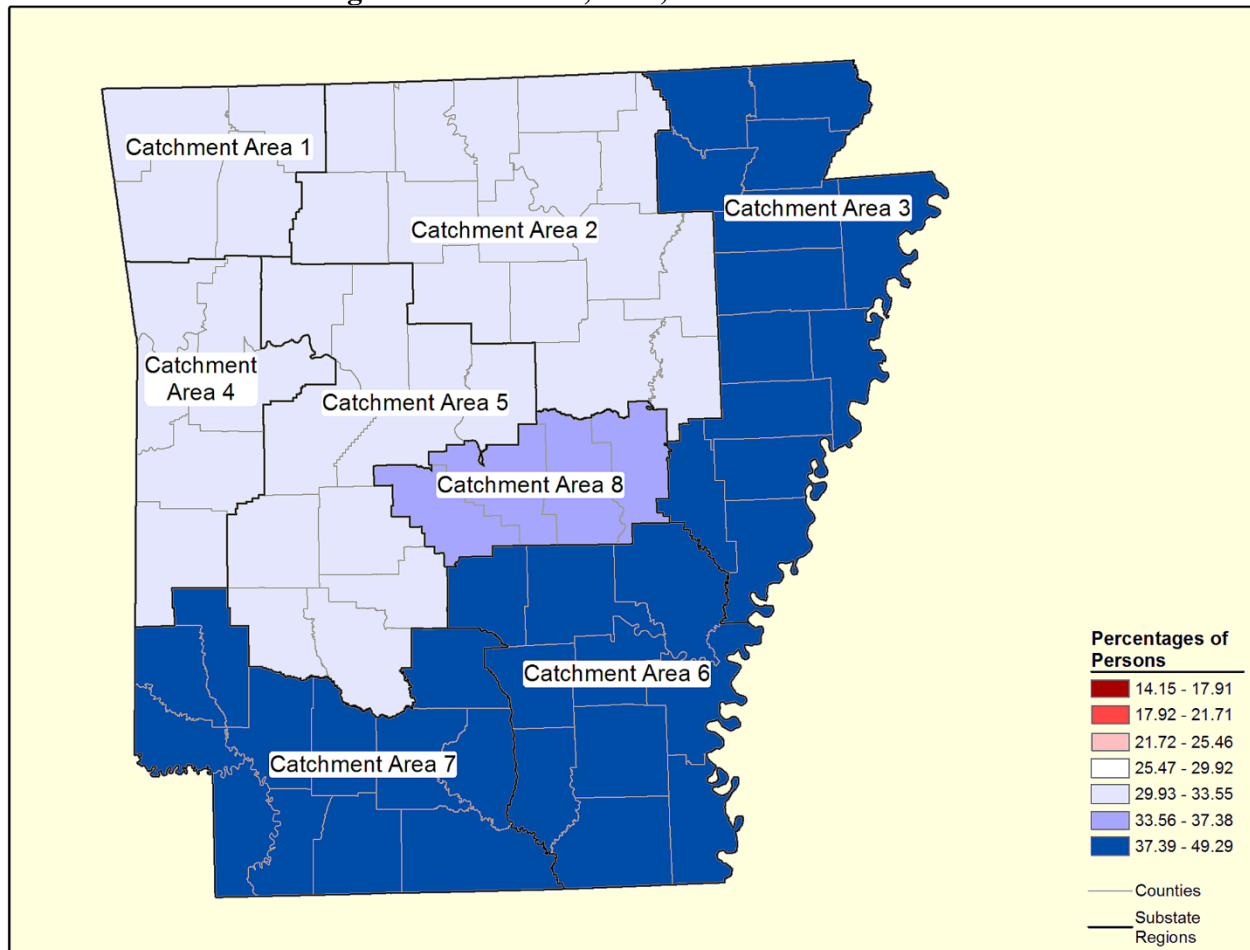 Catchment Area 1
Catchment Area 3
Catchment Area 2
Catchment
Area 4
Catchment Area 5
Catchment Area 8
Catchment Area 6
Catchment Area 7
Percentages of
Persons
14.15 - 17.91
17.92 - 21.71
21.72 - 25.46
25.47 - 29.92
29.93 - 33.55
33.56 - 37.38
37.39 - 49.29
Counties
Substate
Regions